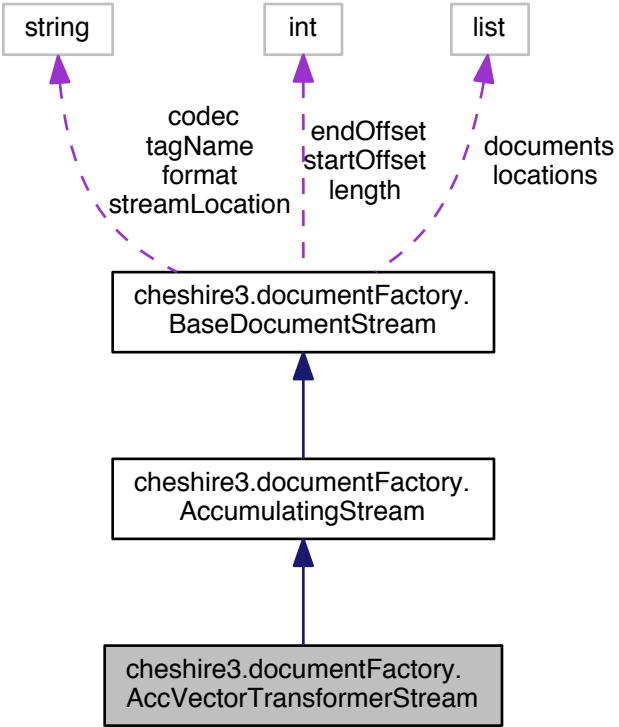 string
int
list
codec
tagName
format
streamLocation
endOffset
startOffset
length
documents
locations
cheshire3.documentFactory.
BaseDocumentStream
cheshire3.documentFactory.
AccumulatingStream
cheshire3.documentFactory.
AccVectorTransformerStream